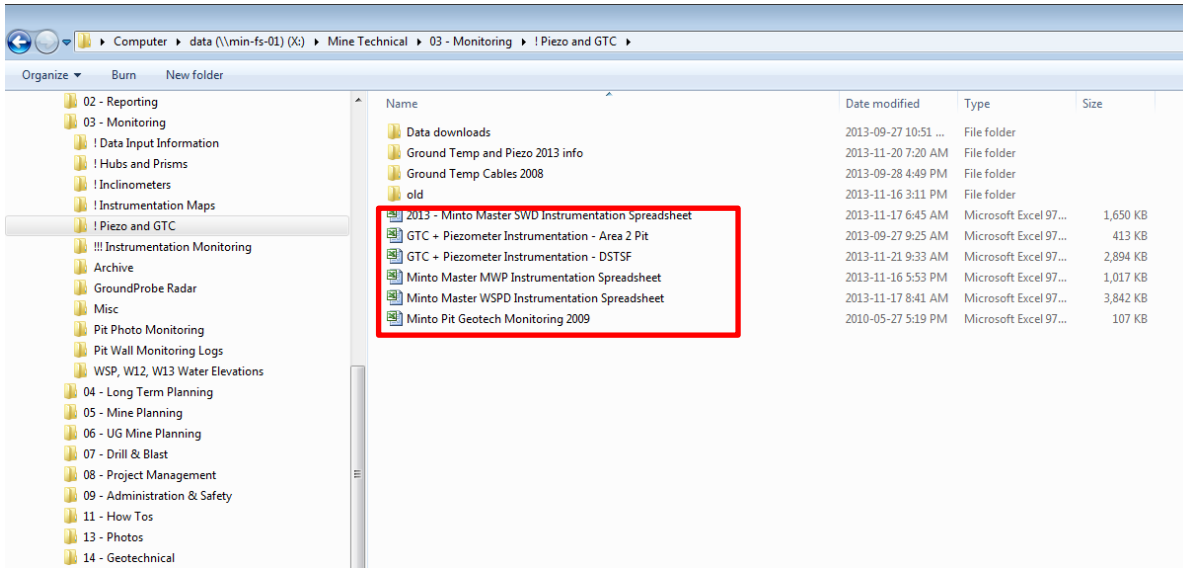 Computer data (\\min-fs-01) (X:) Mine Technical 03 - Monitoring ! Piezo and GTC
Organize Burn New folder
02 - Reporting
03 - Monitoring
! Data Input Information
! Hubs and Prisms
! Inclinometers
! Instrumentation Maps
! Piezo and GTC
!!! Instrumentation Monitoring
Archive
GroundProbe Radar
Misc
Pit Photo Monitoring
Pit Wall Monitoring Logs
WSP, W12, W13 Water Elevations
04 - Long Term Planning
05 - Mine Planning
06 - UG Mine Planning
07 - Drill & Blast
08 - Project Management
09 - Administration & Safety
11 - How Tos
13 - Photos
14 - Geotechnical
Name Date modified Type Size
Data downloads 2013-09-27 10:51 ... File folder
Ground Temp and Piezo 2013 info 2013-11-20 7:20 AM File folder
Ground Temp Cables 2008 2013-09-28 4:49 PM File folder
old 2013-11-16 3:11 PM File folder
2013 - Minto Master SWD Instrumentation Spreadsheet 2013-11-17 6:45 AM Microsoft Excel 97... 1,650 KB
GTC + Piezometer Instrumentation - Area 2 Pit 2013-09-27 9:25 AM Microsoft Excel 97... 413 KB
GTC + Piezometer Instrumentation - DSTSF 2013-11-21 9:33 AM Microsoft Excel 97... 2,894 KB
Minto Master MWP Instrumentation Spreadsheet 2013-11-16 5:53 PM Microsoft Excel 97... 1,017 KB
Minto Master WSPD Instrumentation Spreadsheet 2013-11-17 8:41 AM Microsoft Excel 97... 3,842 KB
Minto Pit Geotech Monitoring 2009 2010-05-27 5:19 PM Microsoft Excel 97... 107 KB